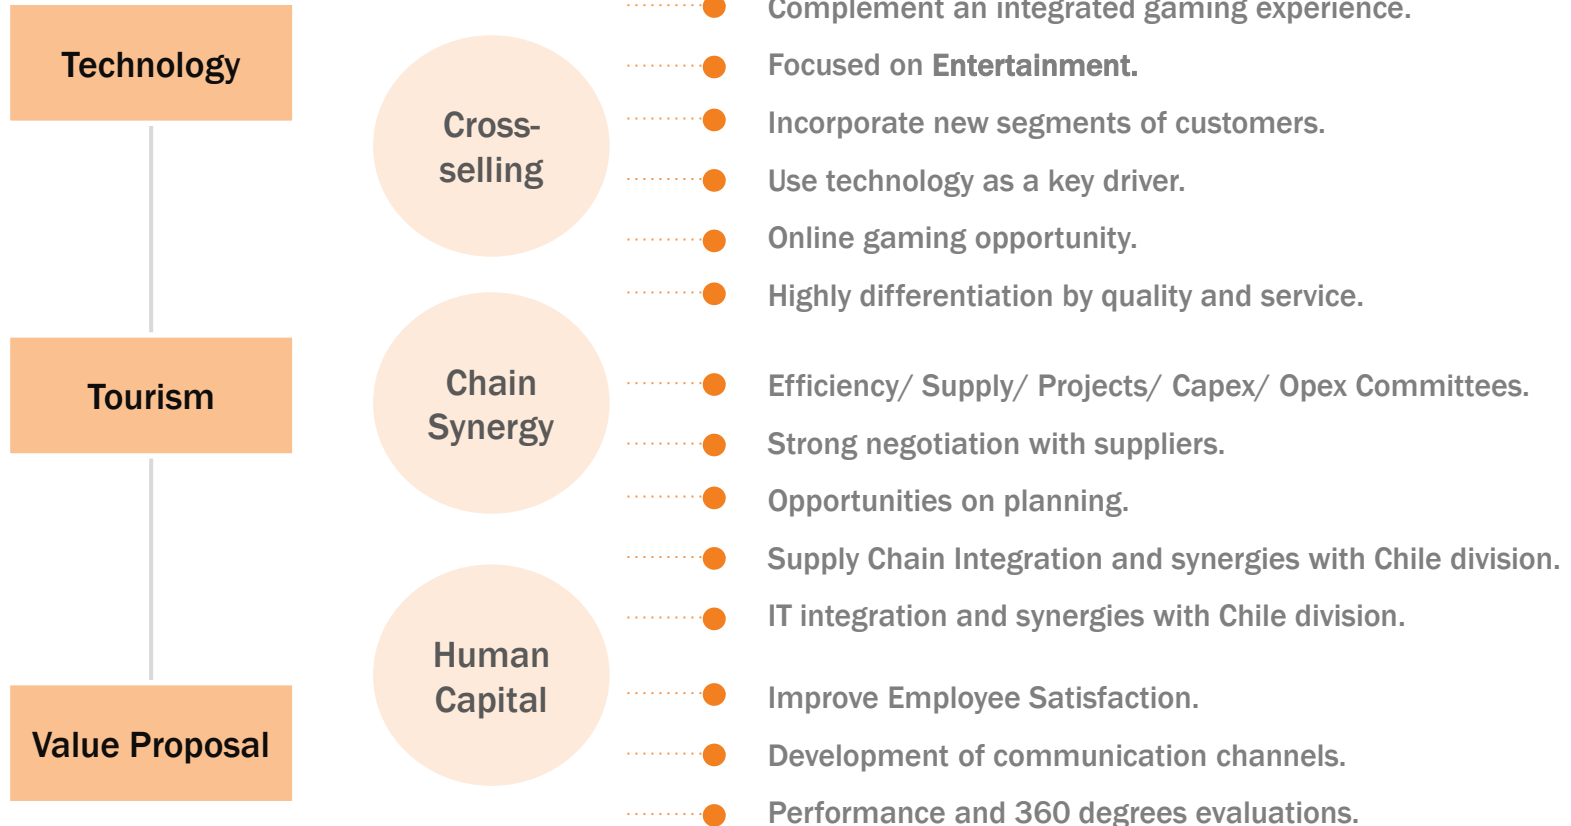 Technology
Tourism
Value Proposal
Cross-
selling
Chain
Synergy
Human
Capital
Complement an integrated gaming experience.
Focused on Entertainment.
Incorporate new segments of customers.
Use technology as a key driver.
Online gaming opportunity.
Highly differentiation by quality and service.
Efficiency/ Supply/ Projects/ Capex/ Opex Committees.
Strong negotiation with suppliers.
Opportunities on planning.
Supply Chain Integration and synergies with Chile division.
IT integration and synergies with Chile division.
Improve Employee Satisfaction.
Development of communication channels.
Performance and 360 degrees evaluations.